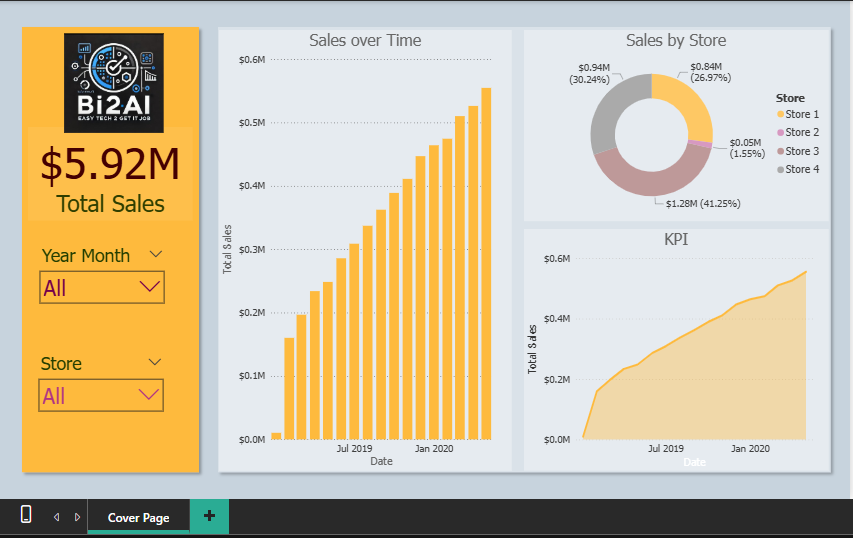 Bi2AI
EASY TECH 2 GET IT JOB
$5.92M
Total Sales
Year Month
All
Store
All
Sales over Time
$0.6M
$0.5M
$0.4M
$0.3M
$0.2M
$0.1M
$0.0M
Total Sales
Jul 2019
Jan 2020
Date
Sales by Store
$0.94M
(30.24%)
$0.84M
(26.97%)
$0.05M
(1.55%)
$1.28M (41.25%)
Store
Store 1
Store 2
Store 3
Store 4
KPI
$0.6M
$0.4M
$0.2M
$0.0M
Total Sales
Jul 2019
Jan 2020
Date
Cover Page
+